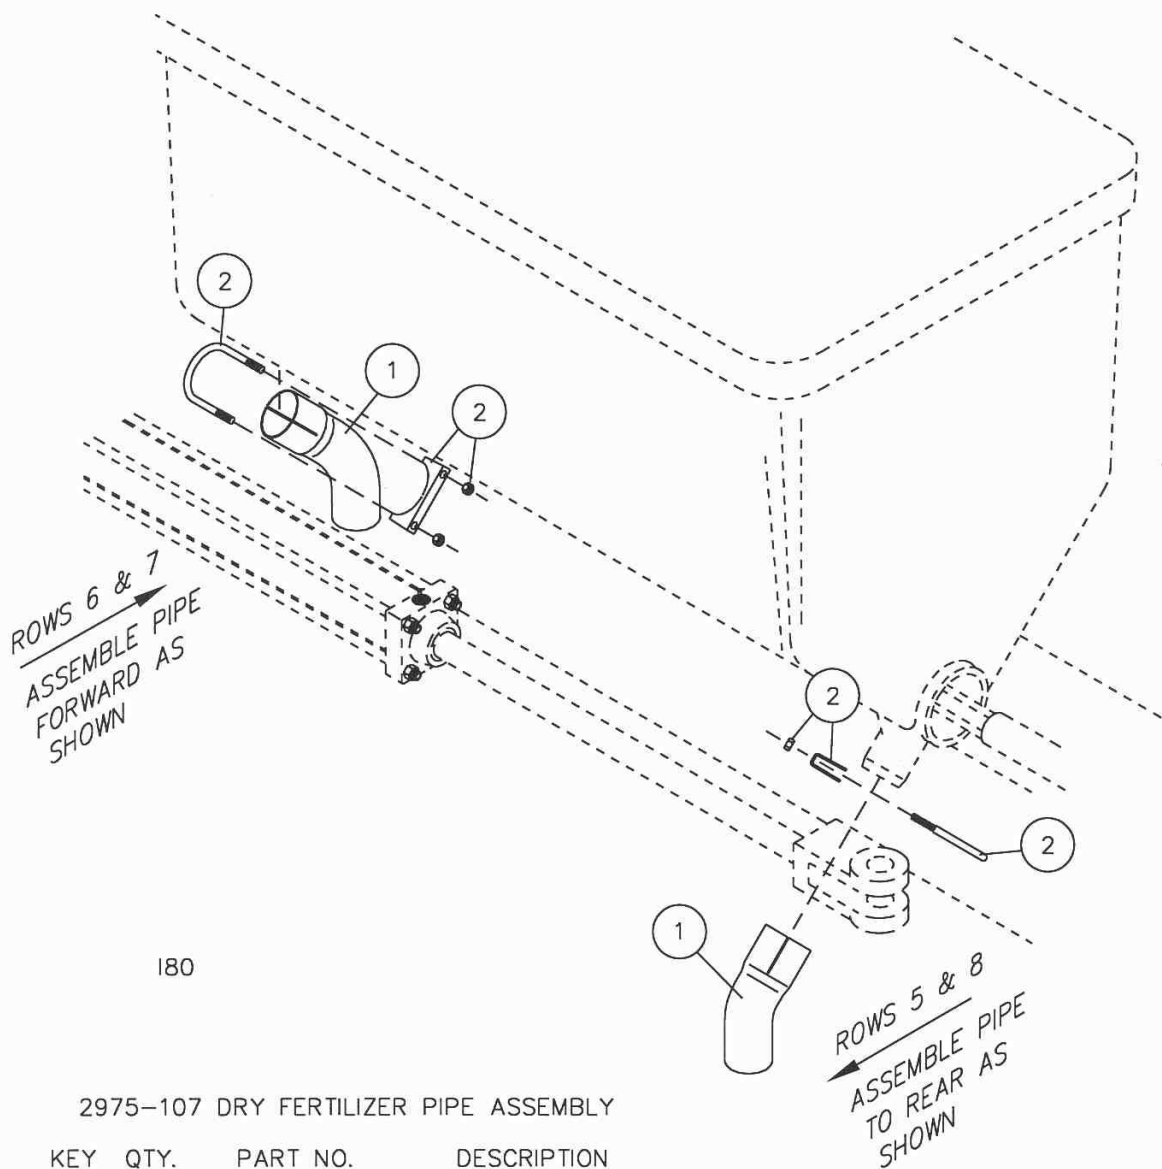 2
1
2
ROWS 6 & 7
ASSEMBLE PIPE
FORWARD AS
SHOWN
2
2
1
180
ROWS 5 & 8
ASSEMBLE PIPE
TO REAR AS
SHOWN
2975-107 DRY FERTILIZER PIPE ASSEMBLY
KEY QTY. PART NO. DESCRIPTION